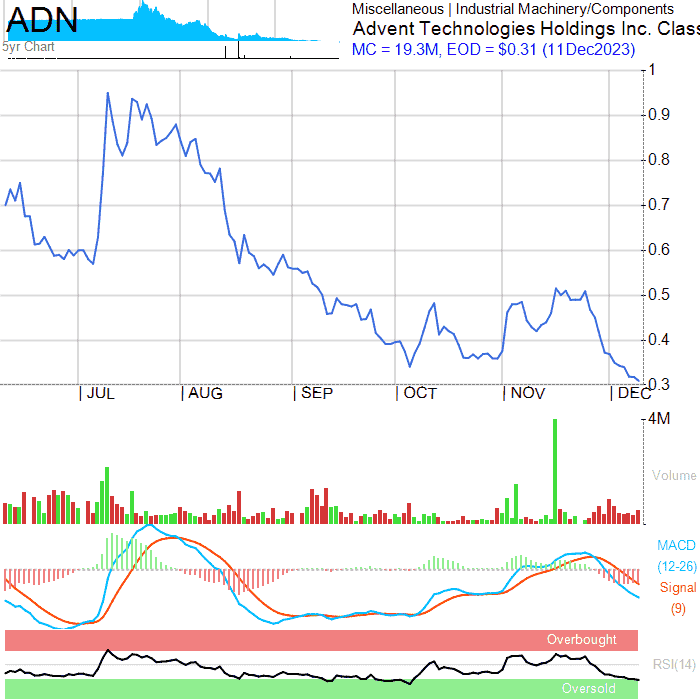 ADN
5yr Chart
Miscellaneous | Industrial Machinery/Components
Advent Technologies Holdings Inc. Class
MC = 19.3M, EOD = $0.31 (11Dec2023)
1
0.9
0.8
0.7
0.6
0.5
0.4
0.3
JUL AUG SEP OCT NOV DEC
4M
Volume
MACD
(12-26)
Signal
(9)
Overbought
RSI(14)
Oversold